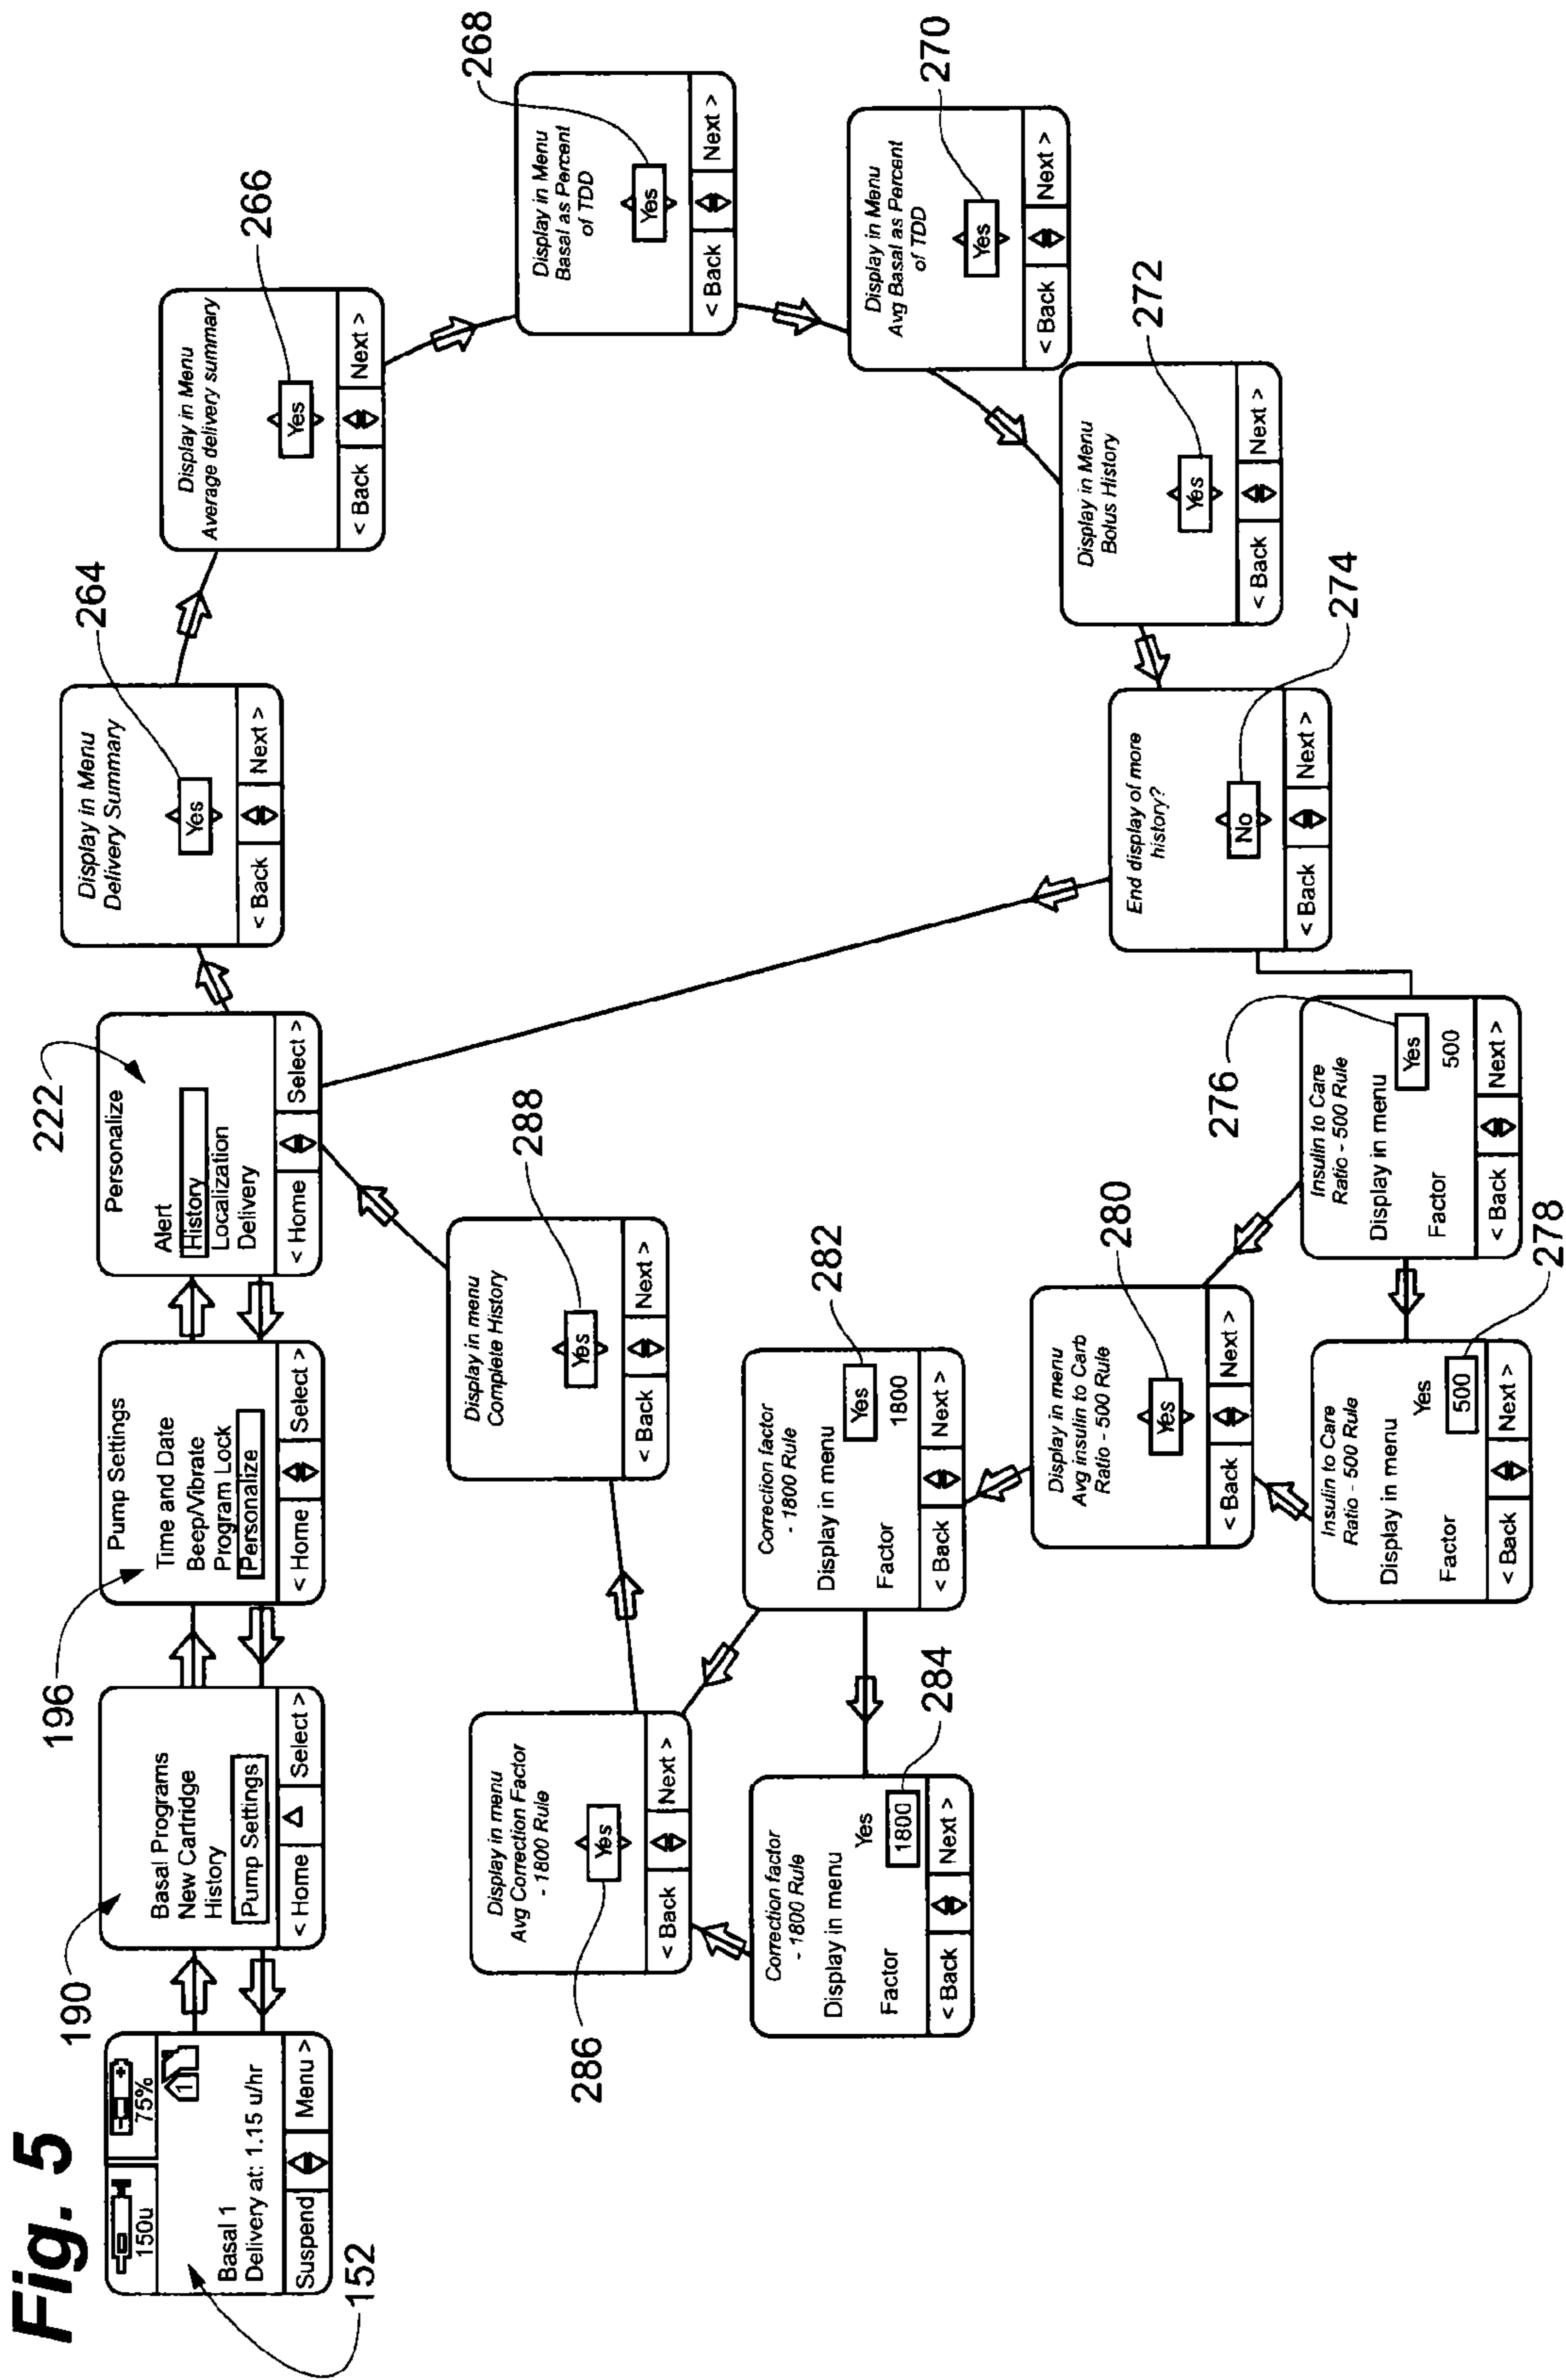 Fig. 5
150u
75%
1
Basal 1
Delivery at: 1.15 u/hr
Suspend
Menu >
152
190
Basal Programs
New Cartridge
History
Pump Settings
< Home
Select >
196
Pump Settings
Time and Date
Beep/Vibrate
Program Lock
Personalize
< Home
Select >
222
Personalize
Alert
History
Localization
Delivery
< Home
Select >
264
Display in Menu
Delivery Summary
Yes
< Back
Next >
266
Display in Menu
Average delivery summary
Yes
< Back
Next >
268
Display in Menu
Basal as Percent
of TDD
Yes
< Back
Next >
270
Display in Menu
Avg Basal as Percent
of TDD
Yes
< Back
Next >
272
Display in Menu
Bolus History
Yes
< Back
Next >
274
End display of more
history?
No
< Back
Next >
276
Insulin to Care
Ratio - 500 Rule
Display in menu
Yes
Factor
500
< Back
Next >
278
Insulin to Care
Ratio - 500 Rule
Display in menu
Yes
Factor
500
< Back
Next >
280
Display in menu
Avg insulin to Carb
Ratio - 500 Rule
Yes
< Back
Next >
282
Correction factor
- 1800 Rule
Display in menu
Yes
Factor
1800
< Back
Next >
284
Correction factor
- 1800 Rule
Display in menu
Yes
Factor
1800
< Back
Next >
286
Display in menu
Avg Correction Factor
- 1800 Rule
Yes
< Back
Next >
288
Display in menu
Complete History
Yes
< Back
Next >